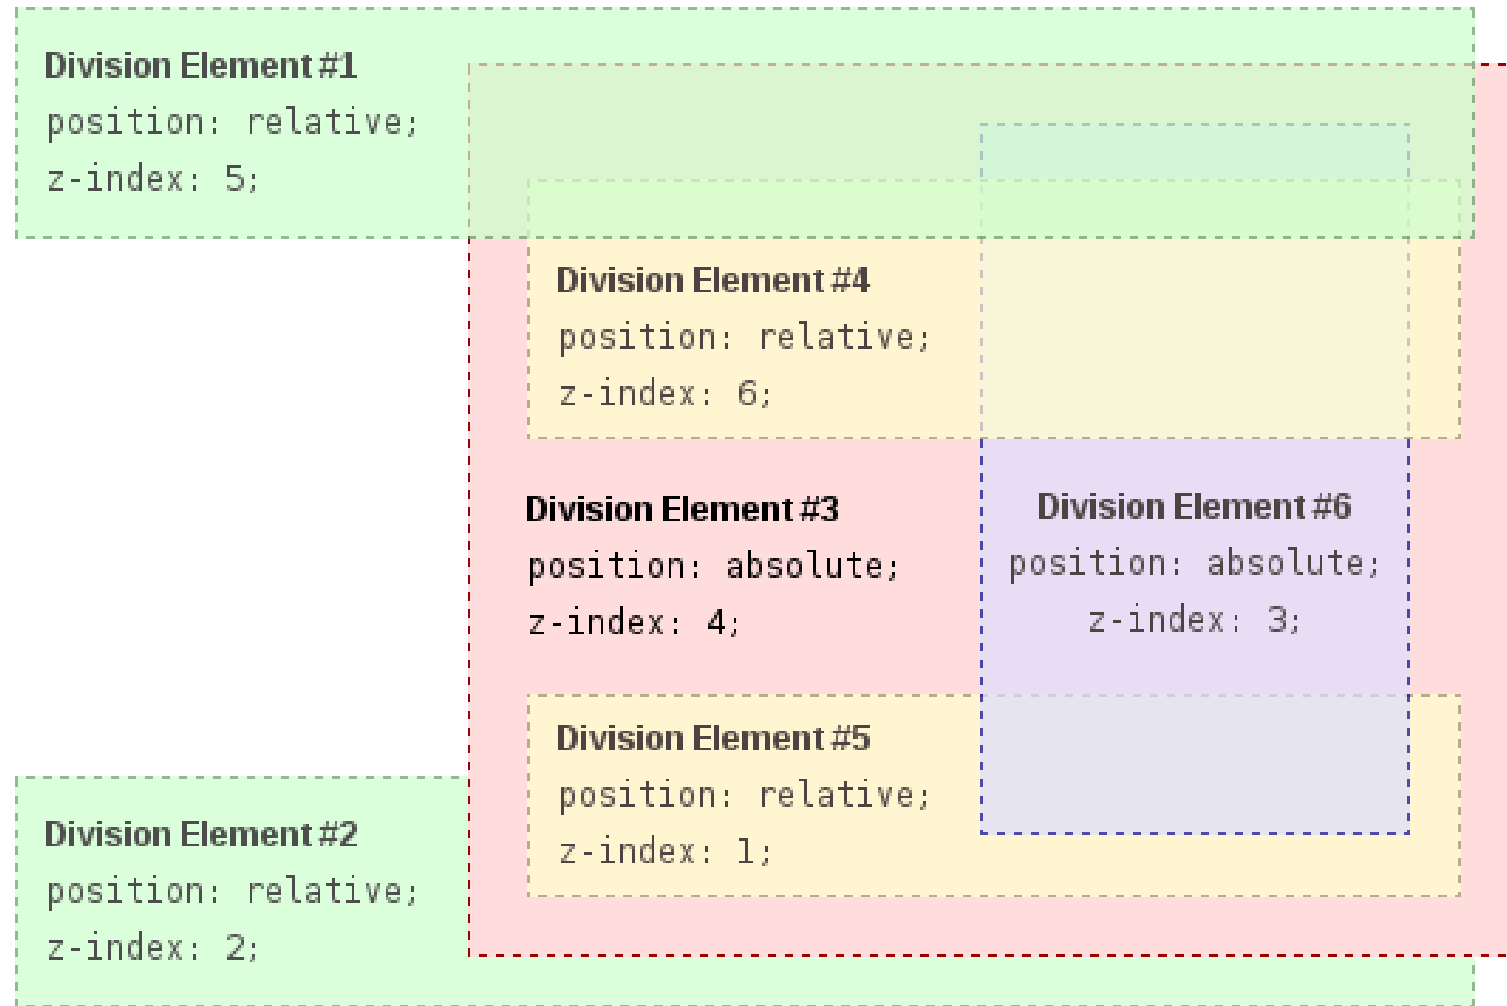 Division Element #1
position: relative;
z-index: 5;
Division Element #4
position: relative;
z-index: 6;
Division Element #3
position: absolute;
z-index: 4;
Division Element #6
position: absolute;
z-index: 3;
Division Element #5
position: relative;
z-index: 1;
Division Element #2
position: relative;
z-index: 2;